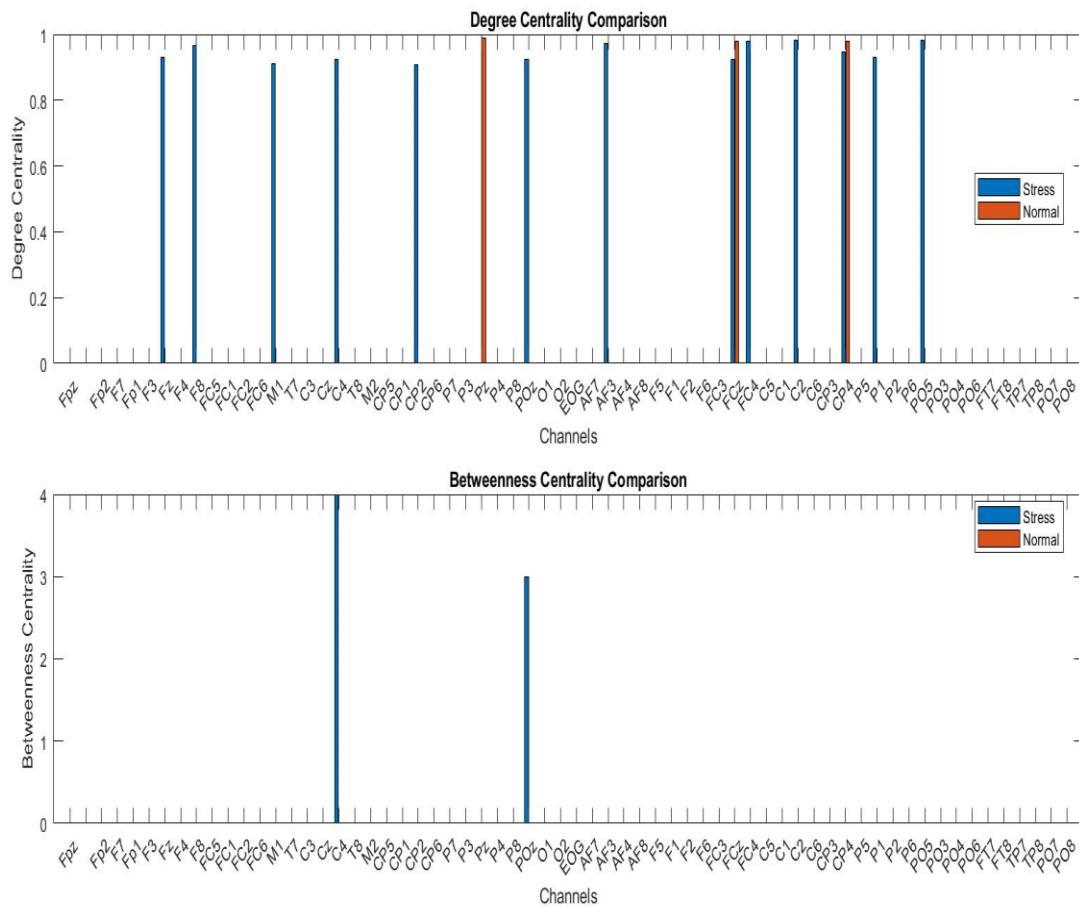 Degree Centrality Comparison
1
0.8
0.6
0.4
0.2
0
Degree Centrality
Stress
Normal
Fpz Fp2 F7 Fp1 F3 Fz F4 F8 FC5 FC1 FC2 FC6 M1 T7 C3 Cz C4 T8 M2 CP5 CP1 CP2 CP6 P7 P3 Pz P4 P8 POz O1 O2 EOG AF7 AF3 AF4 AF8 F5 F1 F2 F6 FC3 FCz FC4 C5 C1 C2 C6 CP3 CP4 P5 P1 P2 P6 PO5 PO3 PO4 PO6 FT7 FT8 TP7 TP8 PO7 PO8
Channels
Betweenness Centrality Comparison
4
3
2
1
0
Betweenness Centrality
Stress
Normal
Fpz Fp2 F7 Fp1 F3 Fz F4 F8 FC5 FC1 FC2 FC6 M1 T7 C3 Cz C4 T8 M2 CP5 CP1 CP2 CP6 P7 P3 Pz P4 P8 POz O1 O2 EOG AF7 AF3 AF4 AF8 F5 F1 F2 F6 FC3 FCz FC4 C5 C1 C2 C6 CP3 CP4 P5 P1 P2 P6 PO5 PO3 PO4 PO6 FT7 FT8 TP7 TP8 PO7 PO8
Channels